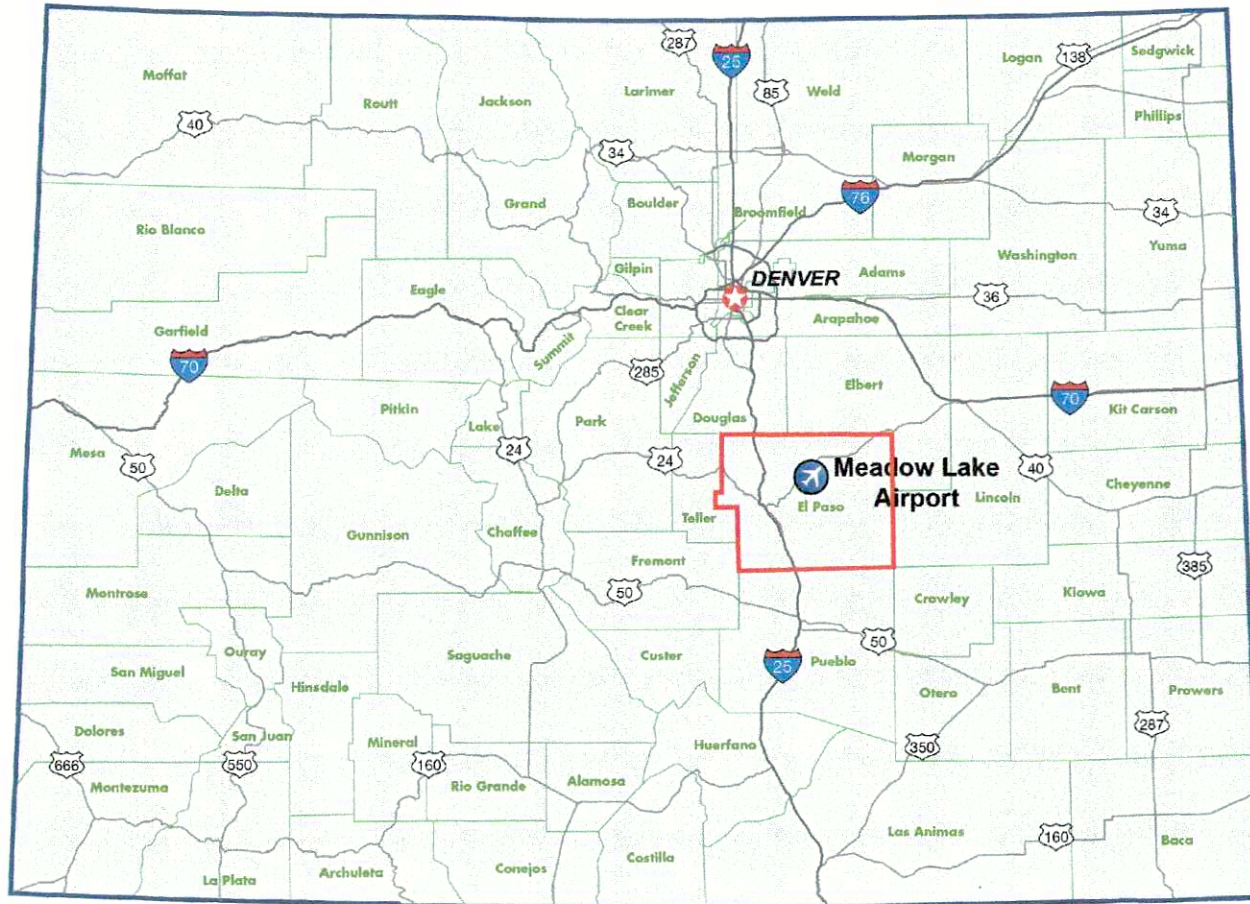 287
25
Logan
138
Sedgwick
Moffat
Routt
Jackson
Larimer
85
Weld
Phillips
40
34
Morgan
Rio Blanco
Grand
Boulder
Broomfield
76
34
Yuma
Gilpin
DENVER
Adams
Washington
Eagle
36
Garfield
Clear
Creek
Arapahoe
70
Summit
285
Jefferson
Elbert
70
Pitkin
Lake
Park
Douglas
Kit Carson
Mesa
50
24
24
Meadow Lake
Airport
40
Cheyenne
Delta
Lincoln
El Paso
Teller
Gunnison
Chaffee
Fremont
385
Montrose
50
Crowley
Kiowa
Ouray
50
San Miguel
Saguache
Custer
25
Pueblo
Hinsdale
Otero
Bent
Prowers
Dolores
San Juan
Mineral
Huerfano
350
287
666
550
160
Montezuma
Rio Grande
Alamosa
Las Animas
160
Baca
Costilla
La Plata
Archuleta
Conejos